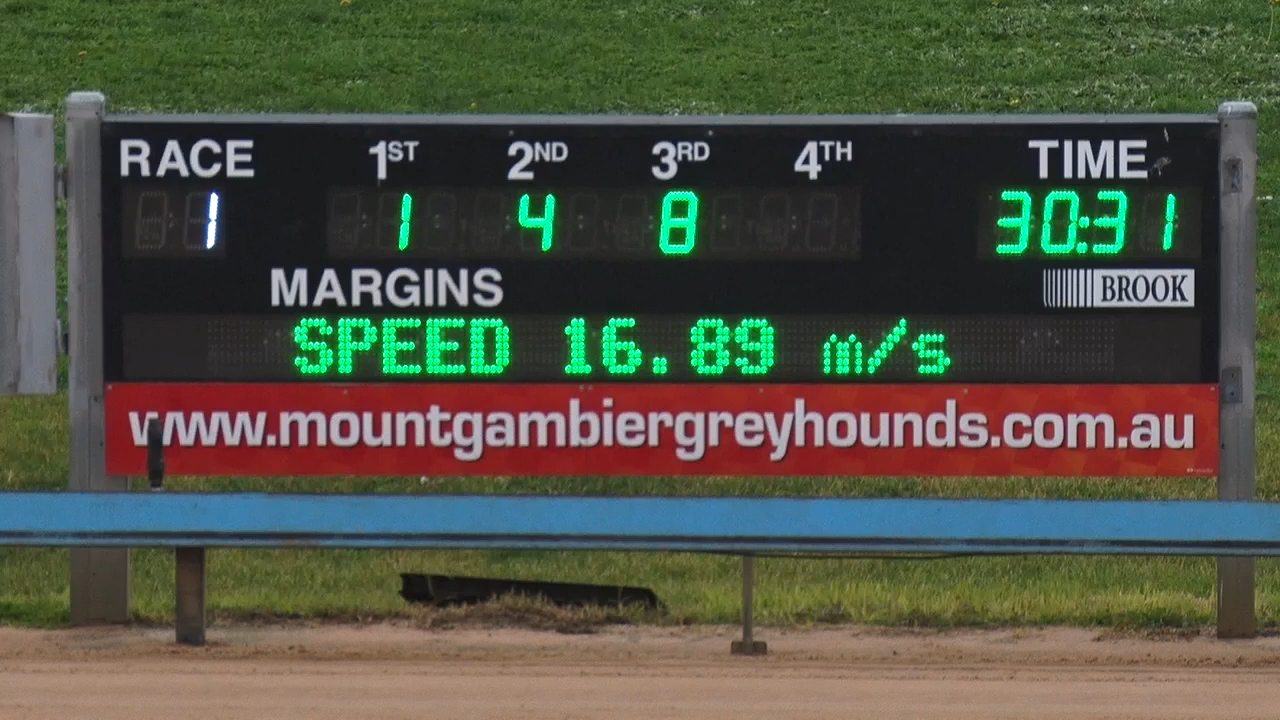 RACE 1ST 2ND 3RD 4TH TIME
1 1 4 8 30:31
MARGINS BROOK
SPEED 16.89 m/s
www.mountgambiergreyhounds.com.au